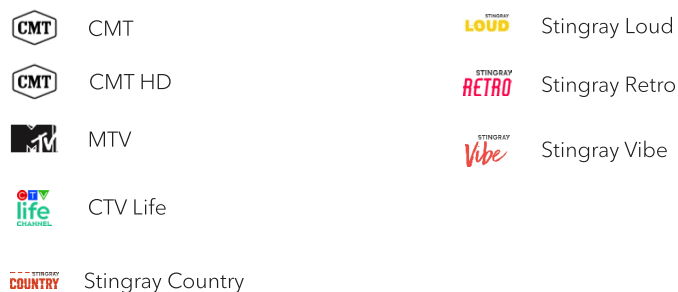 CMT CMT
CMT CMT HD
MTV MTV
CTV life CHANNEL CTV Life
STINGRAY COUNTRY Stingray Country
STINGRAY LOUD Stingray Loud
STINGRAY RETRO Stingray Retro
STINGRAY Vibe Stingray Vibe